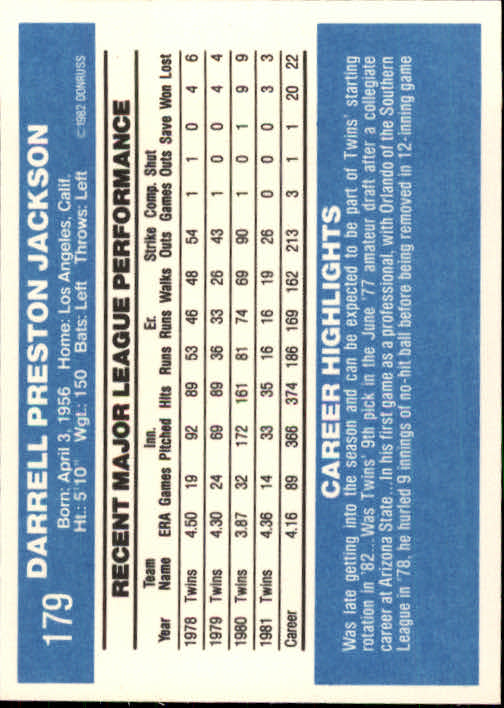 179 DARRELL PRESTON JACKSON
Born: April 3, 1956 Home: Los Angeles, Calif.
Ht.: 5'10" Wgt.: 150 Bats: Left Throws: Left ©1982 DONRUSS
RECENT MAJOR LEAGUE PERFORMANCE
Team Inn. Er. Strike Comp. Shut
Year Name ERA Games Pitched Hits Runs Runs Walks Outs Games Outs Save Won Lost
1978 Twins 4.50 19 92 89 53 46 48 54 1 1 0 4 6
1979 Twins 4.30 24 69 89 36 33 26 43 1 0 0 4 4
1980 Twins 3.87 32 172 161 81 74 69 90 1 0 1 9 9
1981 Twins 4.36 14 33 35 16 16 19 26 0 0 0 3 3
Career 4.16 89 366 374 186 169 162 213 3 1 1 20 22
CAREER HIGHLIGHTS
Was late getting into the season and can be expected to be part of Twins' starting
rotation in '82...Was Twins' 9th pick in the June '77 amateur draft after a collegiate
career at Arizona State...In his first game as a professional, with Orlando of the Southern
League in '78, he hurled 9 innings of no-hit ball before being removed in 12-inning game